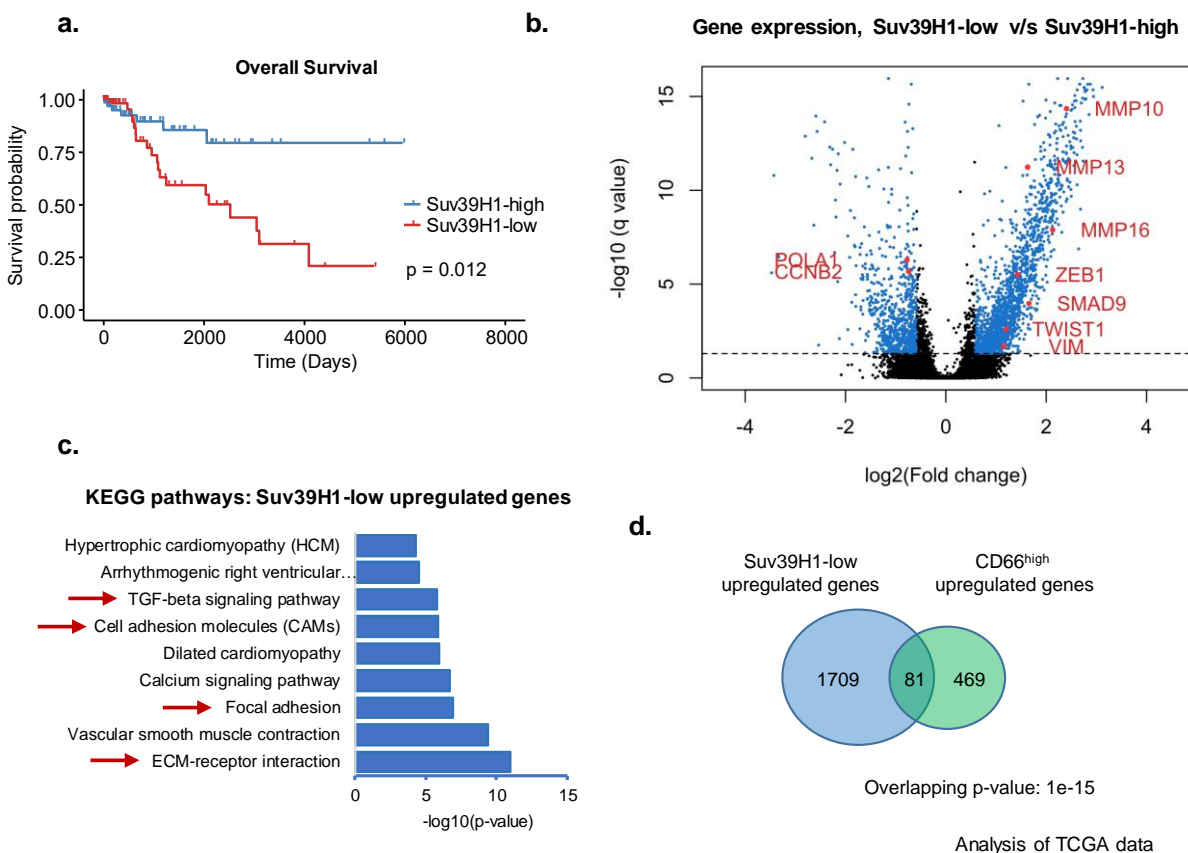 a.
Overall Survival
Survival probability
1.00
0.75
0.50
0.25
0.00
Suv39H1-high
Suv39H1-low
p = 0.012
0 2000 4000 6000 8000
Time (Days)
b.
Gene expression, Suv39H1-low v/s Suv39H1-high
-log10 (q value)
15
10
5
0
MMP10
MMP13
MMP16
POLA1
CCNB2
ZEB1
SMAD9
TWIST1
VIM
-4 -2 0 2 4
log2(Fold change)
c.
KEGG pathways: Suv39H1-low upregulated genes
Hypertrophic cardiomyopathy (HCM)
Arrhythmogenic right ventricular…
TGF-beta signaling pathway
Cell adhesion molecules (CAMs)
Dilated cardiomyopathy
Calcium signaling pathway
Focal adhesion
Vascular smooth muscle contraction
ECM-receptor interaction
0 5 10 15
-log10(p-value)
d.
Suv39H1-low
upregulated genes
CD66high
upregulated genes
1709 81 469
Overlapping p-value: 1e-15
Analysis of TCGA data